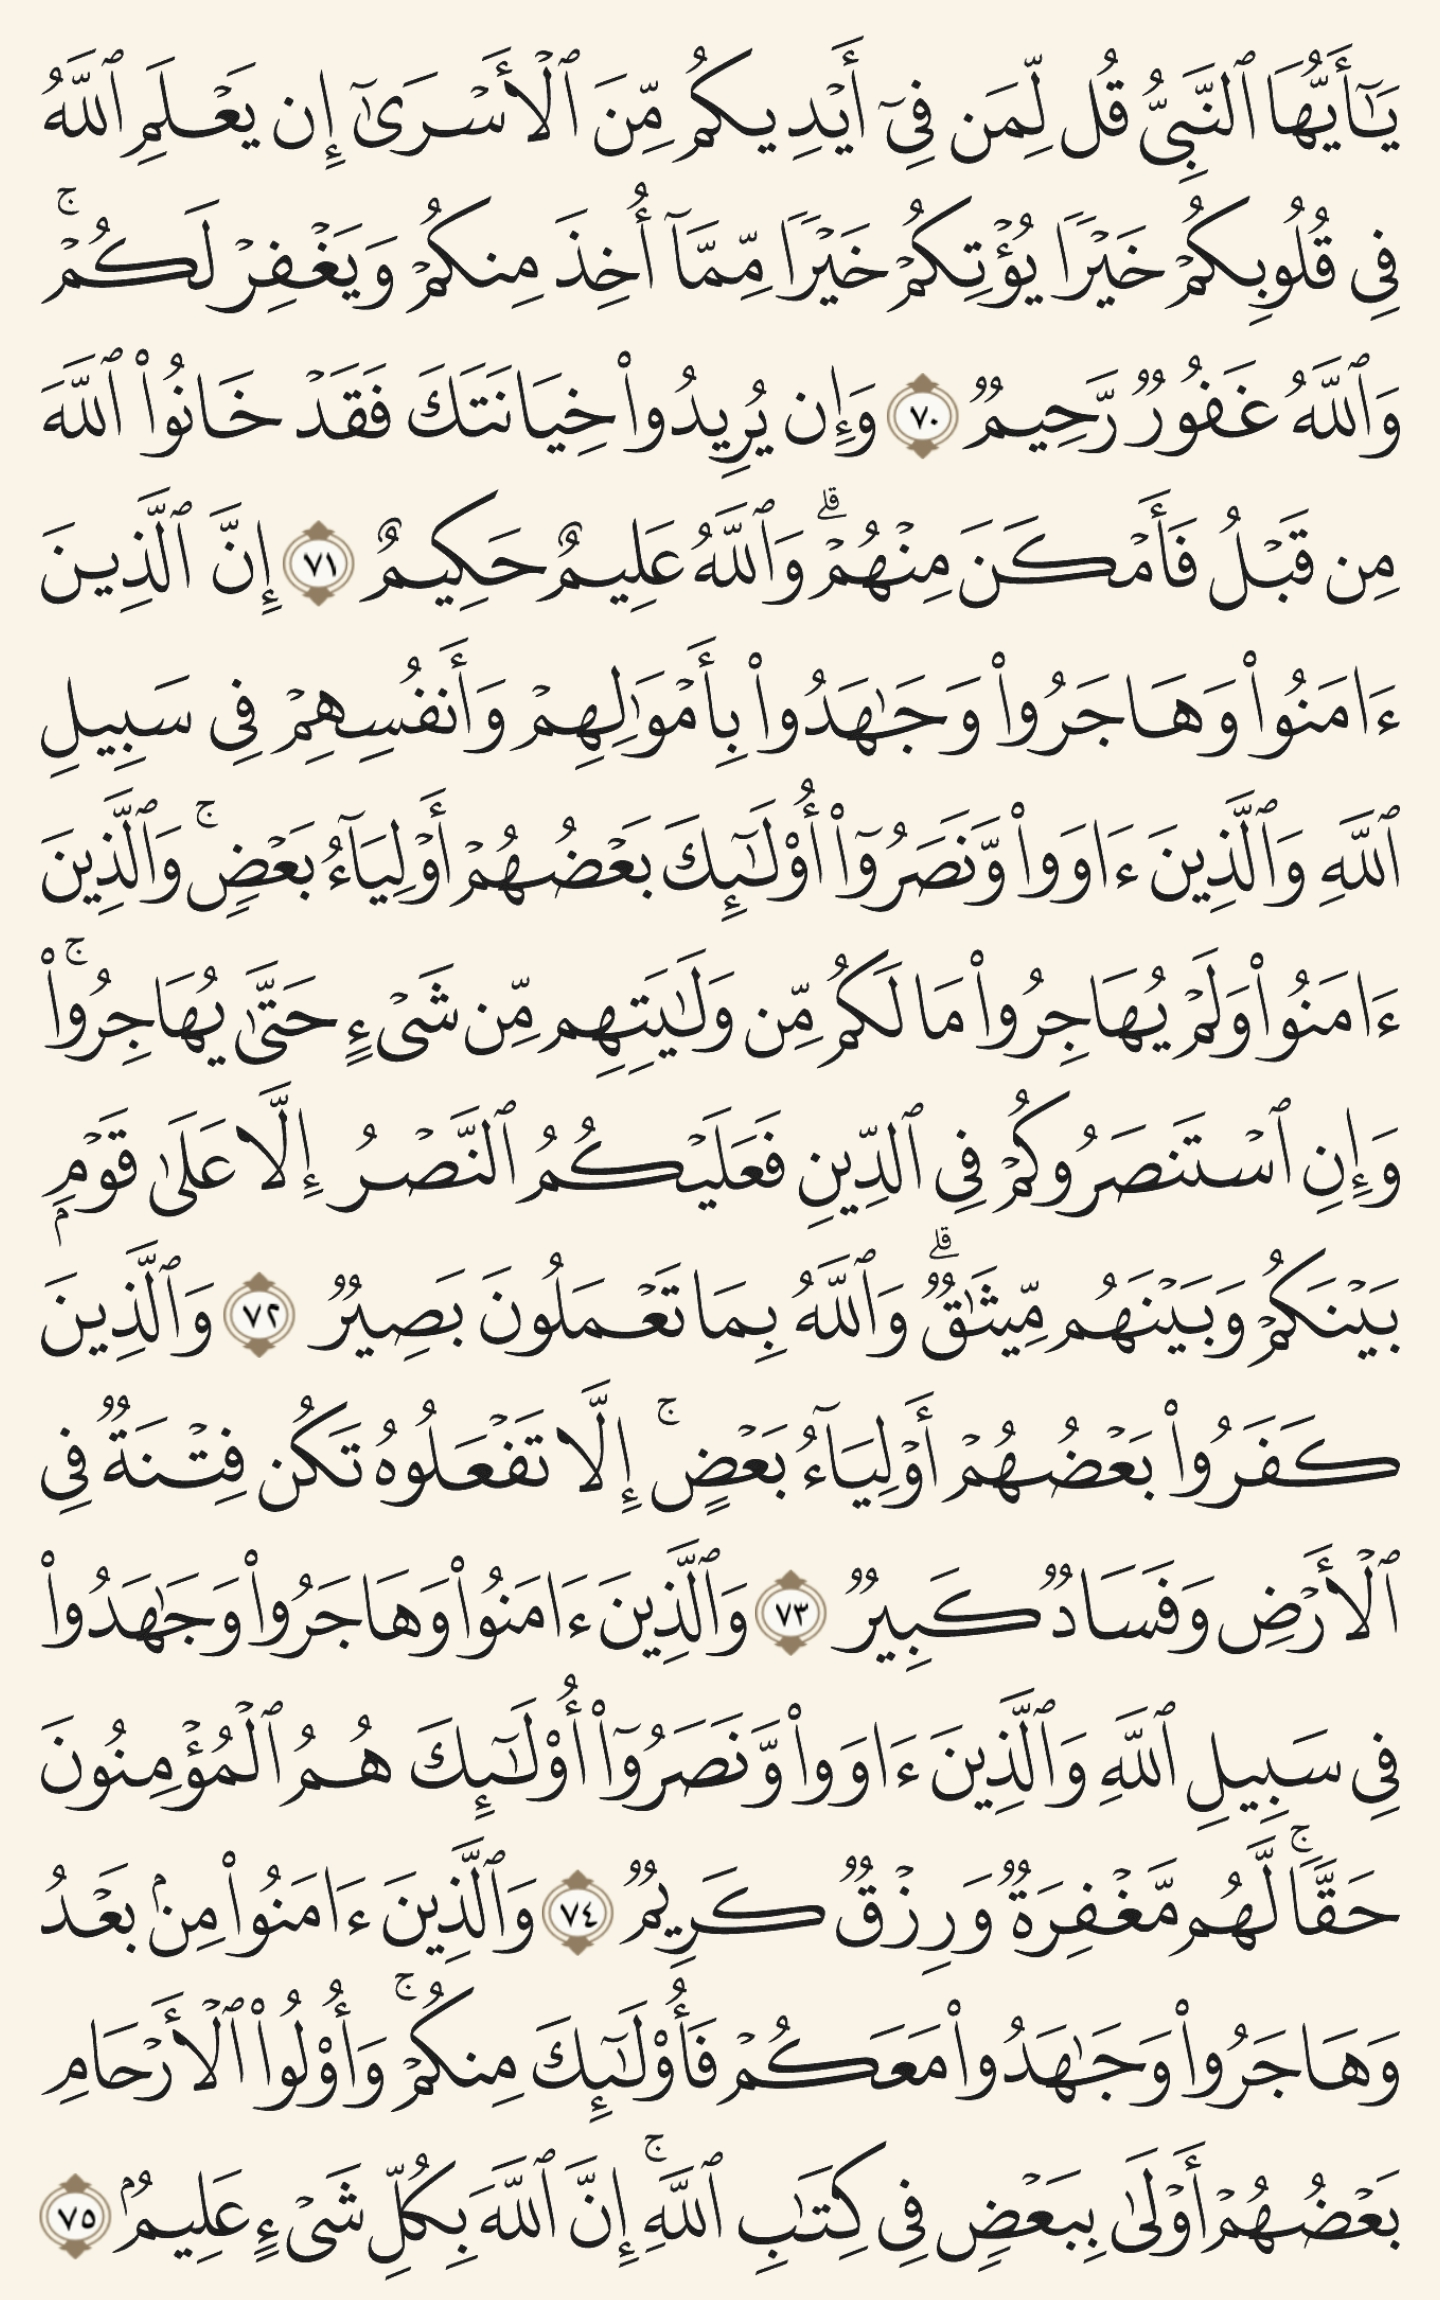 يَـٰٓأَيُّهَا ٱلنَّبِىُّ قُل لِّمَن فِىٓ أَيْدِيكُم مِّنَ ٱلْأَسْرَىٰٓ إِن يَعْلَمِ ٱللَّهُ
فِى قُلُوبِكُمْ خَيْرًا يُؤْتِكُمْ خَيْرًا مِّمَّآ أُخِذَ مِنكُمْ وَيَغْفِرْ لَكُمْ ۚ
وَٱللَّهُ غَفُورٌ رَّحِيمٌ ٧٠ وَإِن يُرِيدُوا۟ خِيَانَتَكَ فَقَدْ خَانُوا۟ ٱللَّهَ
مِن قَبْلُ فَأَمْكَنَ مِنْهُمْ ۗ وَٱللَّهُ عَلِيمٌ حَكِيمٌ ٧١ إِنَّ ٱلَّذِينَ
ءَامَنُوا۟ وَهَاجَرُوا۟ وَجَـٰهَدُوا۟ بِأَمْوَٰلِهِمْ وَأَنفُسِهِمْ فِى سَبِيلِ
ٱللَّهِ وَٱلَّذِينَ ءَاوَوا۟ وَّنَصَرُوٓا۟ أُو۟لَـٰٓئِكَ بَعْضُهُمْ أَوْلِيَآءُ بَعْضٍ ۚ وَٱلَّذِينَ
ءَامَنُوا۟ وَلَمْ يُهَاجِرُوا۟ مَا لَكُم مِّن وَلَـٰيَتِهِم مِّن شَىْءٍ حَتَّىٰ يُهَاجِرُوا۟ ۚ
وَإِنِ ٱسْتَنصَرُوكُمْ فِى ٱلدِّينِ فَعَلَيْكُمُ ٱلنَّصْرُ إِلَّا عَلَىٰ قَوْمٍۭ
بَيْنَكُمْ وَبَيْنَهُم مِّيثَـٰقٌ ۗ وَٱللَّهُ بِمَا تَعْمَلُونَ بَصِيرٌ ٧٢ وَٱلَّذِينَ
كَفَرُوا۟ بَعْضُهُمْ أَوْلِيَآءُ بَعْضٍ ۚ إِلَّا تَفْعَلُوهُ تَكُن فِتْنَةٌ فِى
ٱلْأَرْضِ وَفَسَادٌ كَبِيرٌ ٧٣ وَٱلَّذِينَ ءَامَنُوا۟ وَهَاجَرُوا۟ وَجَـٰهَدُوا۟
فِى سَبِيلِ ٱللَّهِ وَٱلَّذِينَ ءَاوَوا۟ وَّنَصَرُوٓا۟ أُو۟لَـٰٓئِكَ هُمُ ٱلْمُؤْمِنُونَ
حَقًّا ۚ لَّهُم مَّغْفِرَةٌ وَرِزْقٌ كَرِيمٌ ٧٤ وَٱلَّذِينَ ءَامَنُوا۟ مِنۢ بَعْدُ
وَهَاجَرُوا۟ وَجَـٰهَدُوا۟ مَعَكُمْ فَأُو۟لَـٰٓئِكَ مِنكُمْ ۚ وَأُو۟لُوا۟ ٱلْأَرْحَامِ
بَعْضُهُمْ أَوْلَىٰ بِبَعْضٍ فِى كِتَـٰبِ ٱللَّهِ ۚ إِنَّ ٱللَّهَ بِكُلِّ شَىْءٍ عَلِيمٌۢ ٧٥